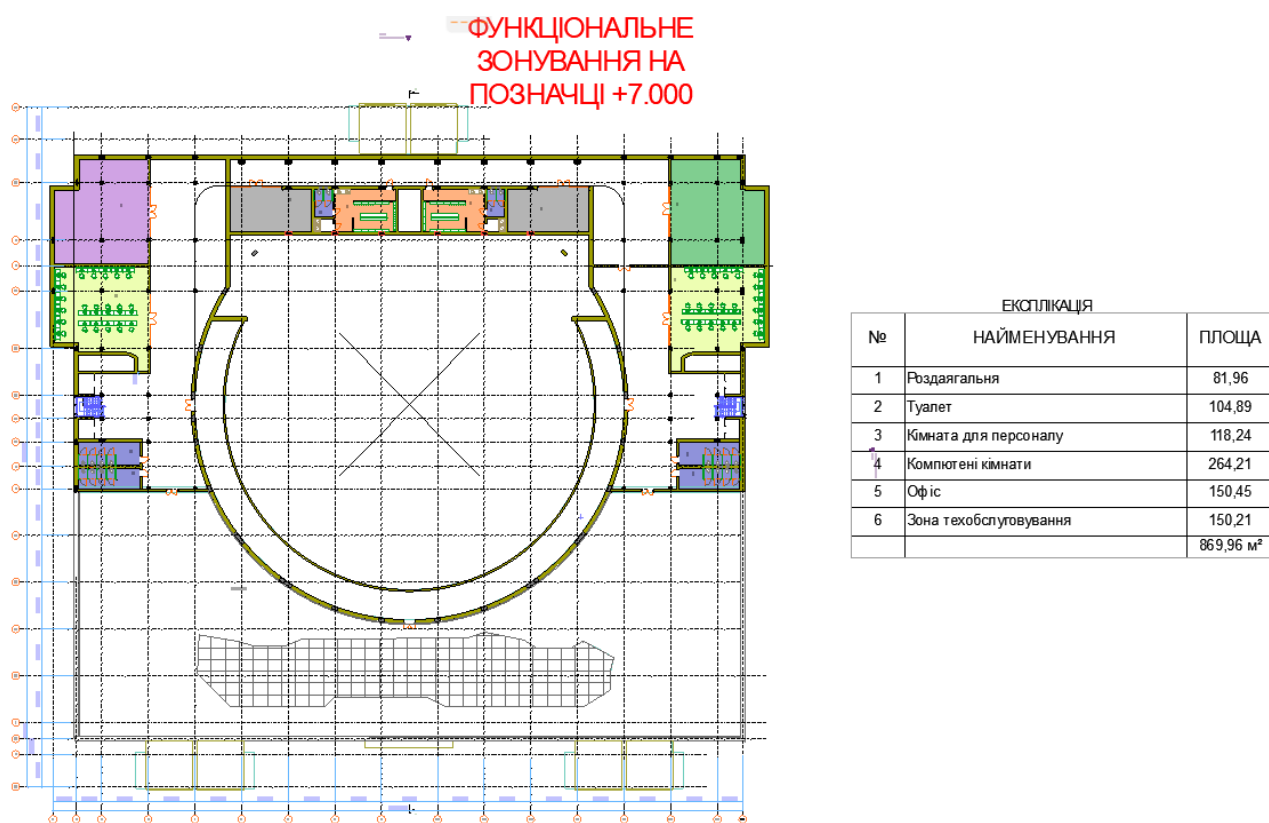 ФУНКЦІОНАЛЬНЕ
ЗОНУВАННЯ НА
ПОЗНАЧЦІ +7.000
ЕКСПЛІКАЦІЯ
№ НАЙМЕНУВАННЯ ПЛОЩА
1 Роздаягальня 81,96
2 Туалет 104,89
3 Кімната для персоналу 118,24
4 Компютені кімнати 264,21
5 Офіс 150,45
6 Зона техобслуговування 150,21
869,96 м²